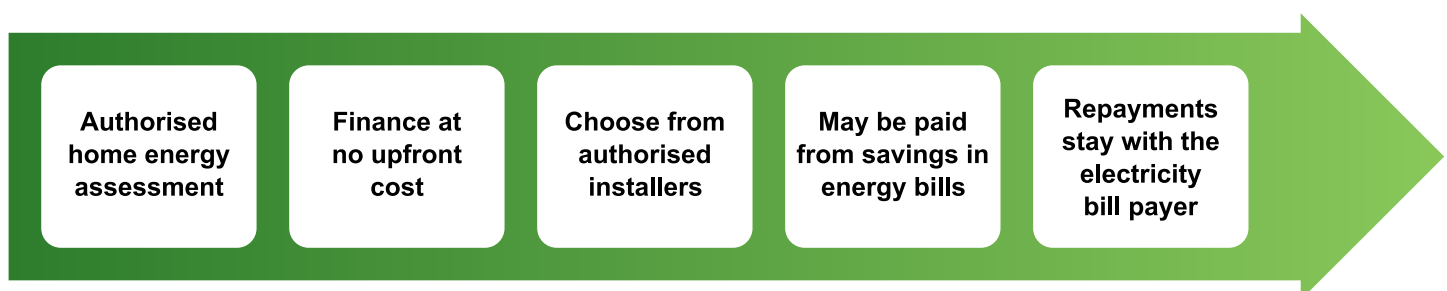 Authorised
home energy
assessment
Finance at
no upfront
cost
Choose from
authorised
installers
May be paid
from savings in
energy bills
Repayments
stay with the
electricity
bill payer